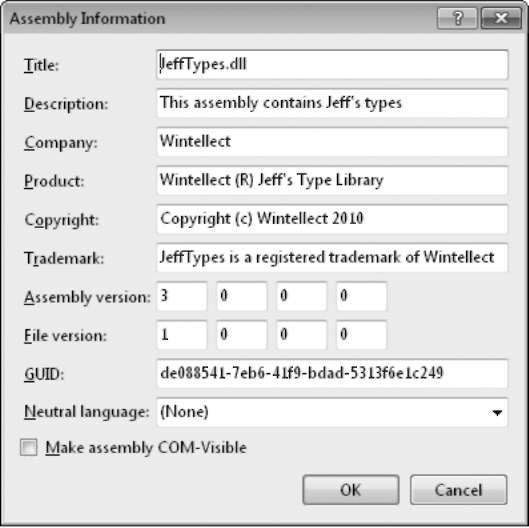 Assembly Information
Title: JeffTypes.dll
Description: This assembly contains Jeff's types
Company: Wintellect
Product: Wintellect (R) Jeff's Type Library
Copyright: Copyright (c) Wintellect 2010
Trademark: JeffTypes is a registered trademark of Wintellect
Assembly version: 3 0 0 0
File version: 1 0 0 0
GUID: de088541-7eb6-41f9-bdad-5313f6e1c249
Neutral language: (None)
Make assembly COM-Visible
OK Cancel